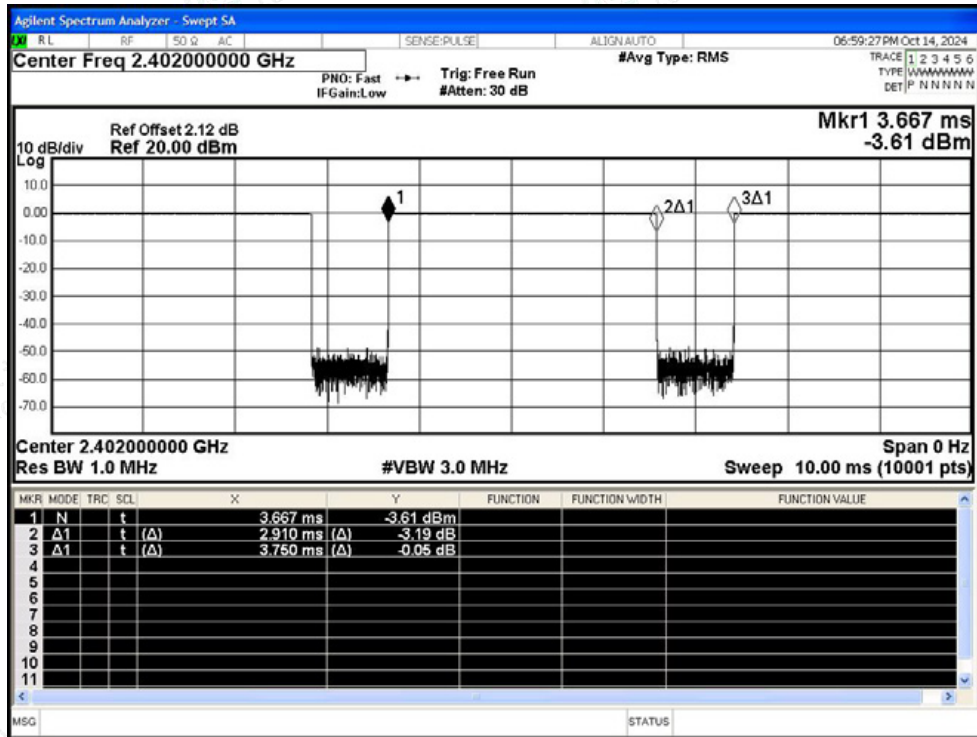 Agilent Spectrum Analyzer - Swept SA
RL RF 50 Ω AC SENSE:PULSE ALIGN AUTO 06:59:27 PM Oct 14, 2024
Center Freq 2.402000000 GHz
PNO: Fast
IFGain:Low
Trig: Free Run
#Atten: 30 dB
#Avg Type: RMS
TRACE 1 2 3 4 5 6
TYPE WWWWWW
DET P N N N N N
Mkr1 3.667 ms
-3.61 dBm
Ref Offset 2.12 dB
10 dB/div Ref 20.00 dBm
Log
10.0
0.00
-10.0
-20.0
-30.0
-40.0
-50.0
-60.0
-70.0
1
2Δ1
3Δ1
Center 2.402000000 GHz Span 0 Hz
Res BW 1.0 MHz #VBW 3.0 MHz Sweep 10.00 ms (10001 pts)
MKR MODE TRC SCL X Y FUNCTION FUNCTION WIDTH FUNCTION VALUE
1 N t 3.667 ms -3.61 dBm
2 Δ1 t (Δ) 2.910 ms (Δ) -3.19 dB
3 Δ1 t (Δ) 3.750 ms (Δ) -0.05 dB
4
5
6
7
8
9
10
11
MSG STATUS